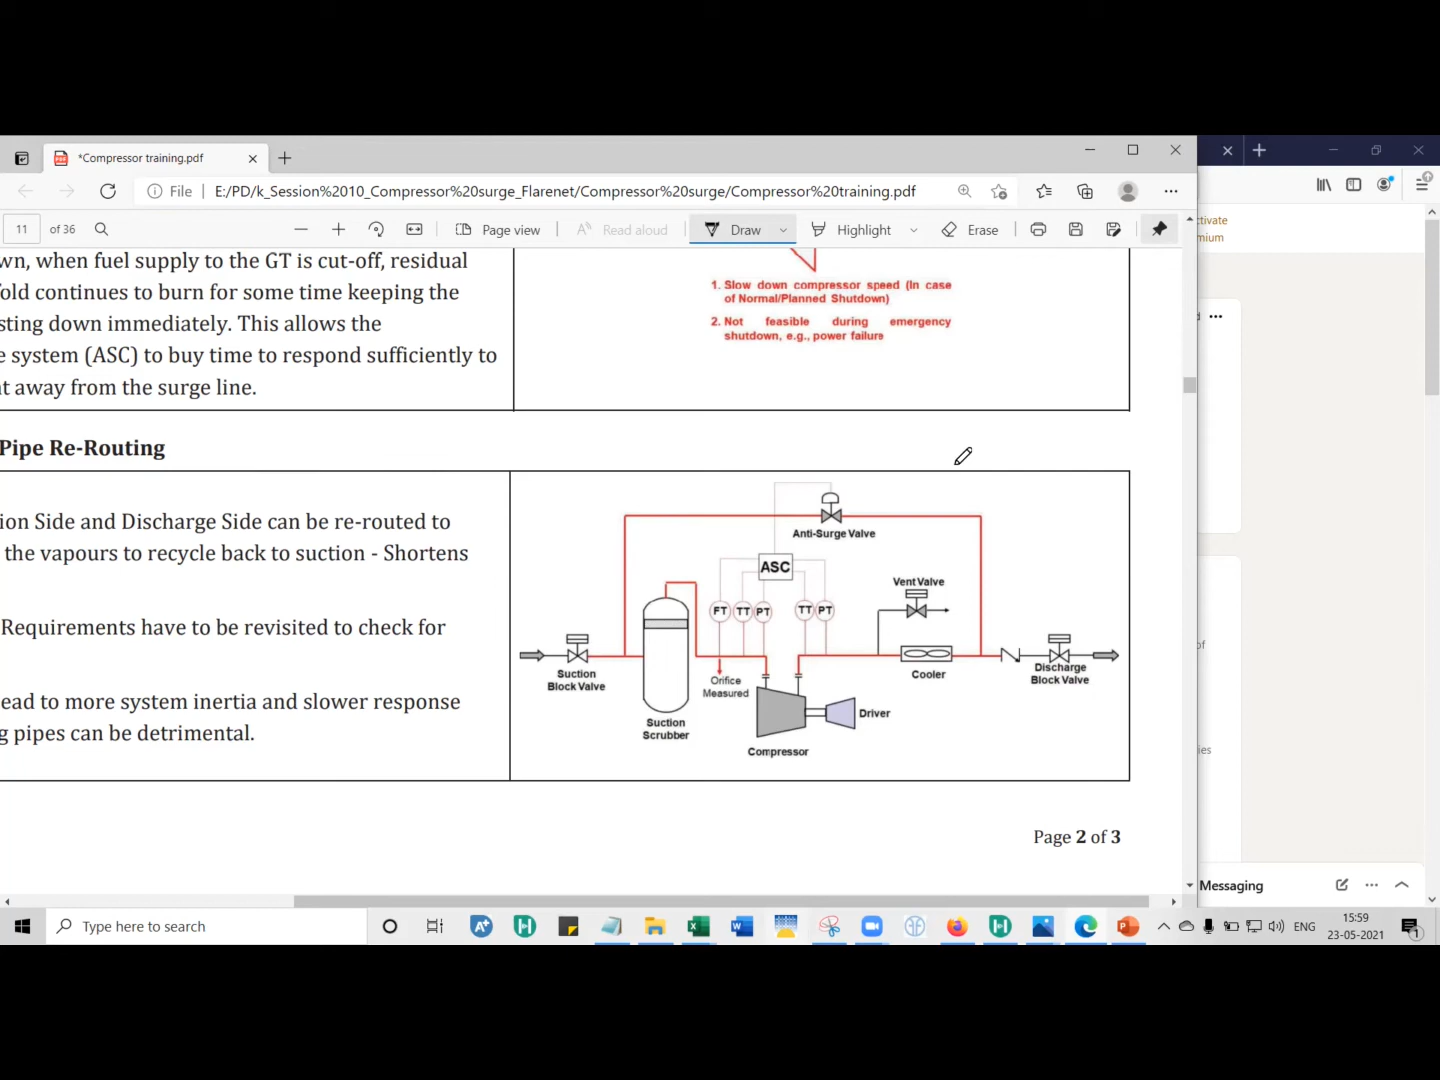 *Compressor training.pdf
File
E:/PD/k_Session%2010_Compressor%20surge_Flarenet/Compressor%20surge/Compressor%20training.pdf
11 of 36
Page view
Read aloud
Draw
Highlight
Erase
wn, when fuel supply to the GT is cut-off, residual
fold continues to burn for some time keeping the
sting down immediately. This allows the
e system (ASC) to buy time to respond sufficiently to
nt away from the surge line.
1. Slow down compressor speed (In case
of Normal/Planned Shutdown)
2. Not feasible during emergency
shutdown, e.g., power failure
Pipe Re-Routing
ion Side and Discharge Side can be re-routed to
the vapours to recycle back to suction - Shortens
Requirements have to be revisited to check for
ead to more system inertia and slower response
g pipes can be detrimental.
Anti-Surge Valve
ASC
Vent Valve
FT TT PT TT PT
Suction
Block Valve
Orifice
Measured
Cooler
Discharge
Block Valve
Suction
Scrubber
Driver
Compressor
Page 2 of 3
ctivate
mium
of
ies
Messaging
Type here to search
ENG
15:59
23-05-2021